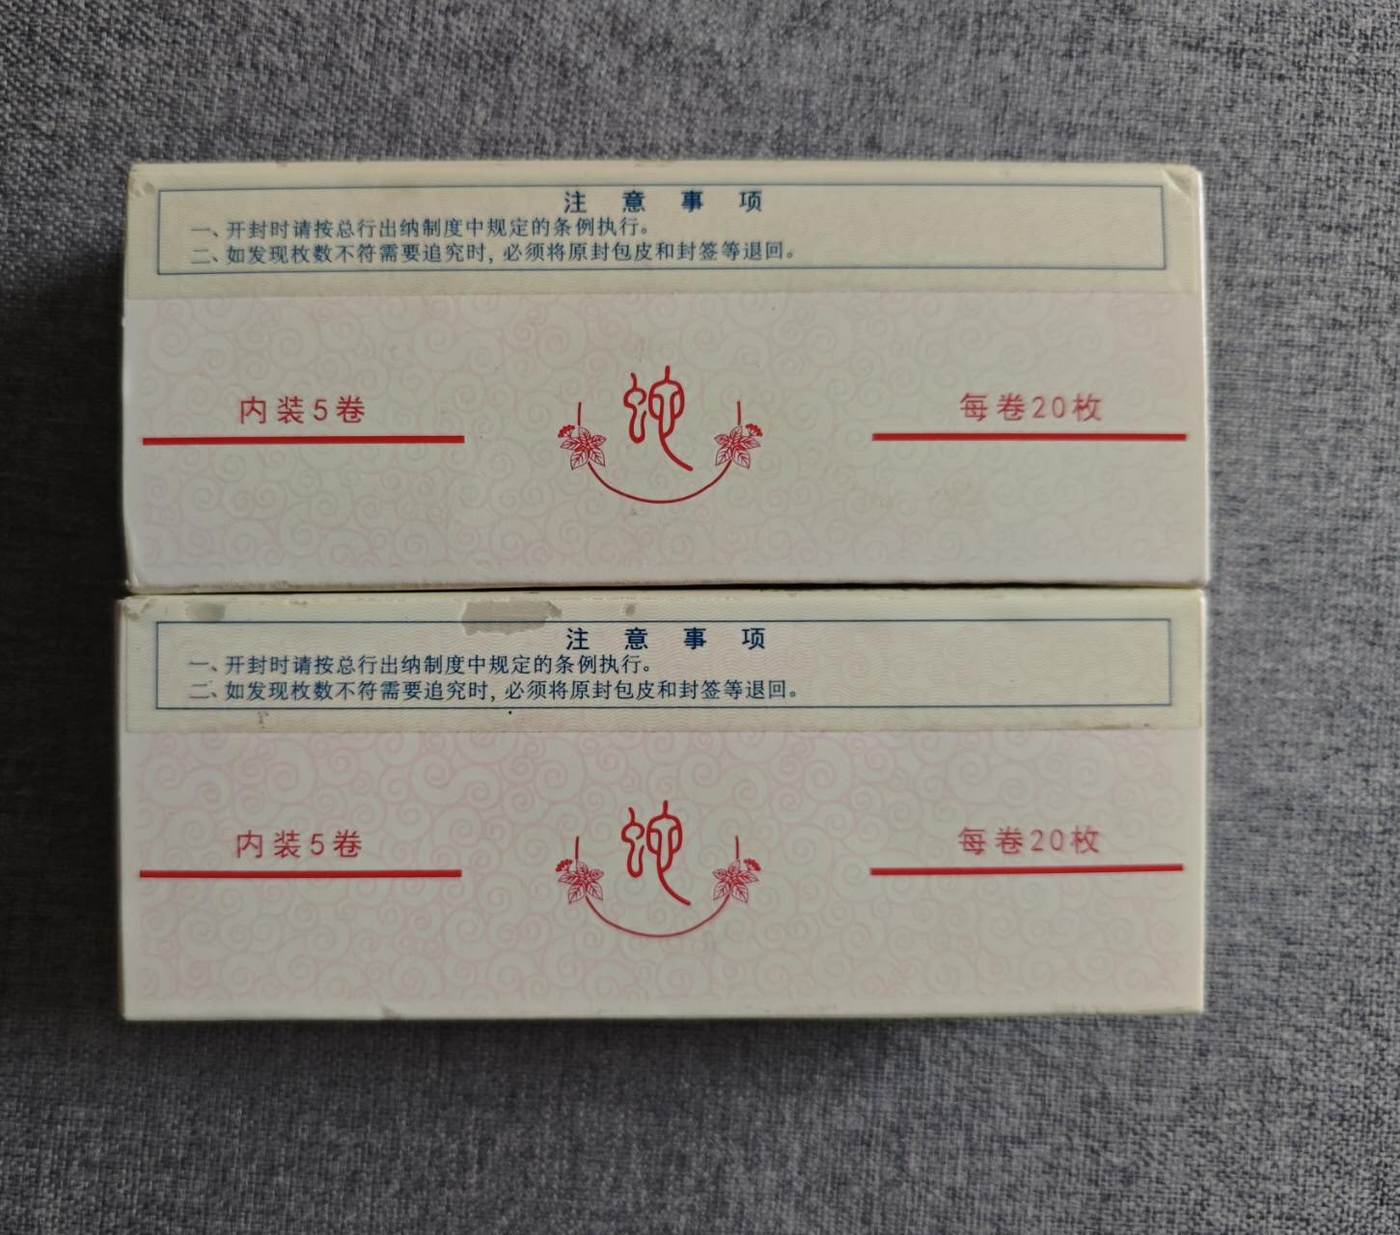 注意事项
一、开封时请按总行出纳制度中规定的条例执行。
二、如发现枚数不符需要追究时，必须将原封包皮和封签等退回。
内装5卷
蛇
每卷20枚
注意事项
一、开封时请按总行出纳制度中规定的条例执行。
二、如发现枚数不符需要追究时，必须将原封包皮和封签等退回。
内装5卷
蛇
每卷20枚